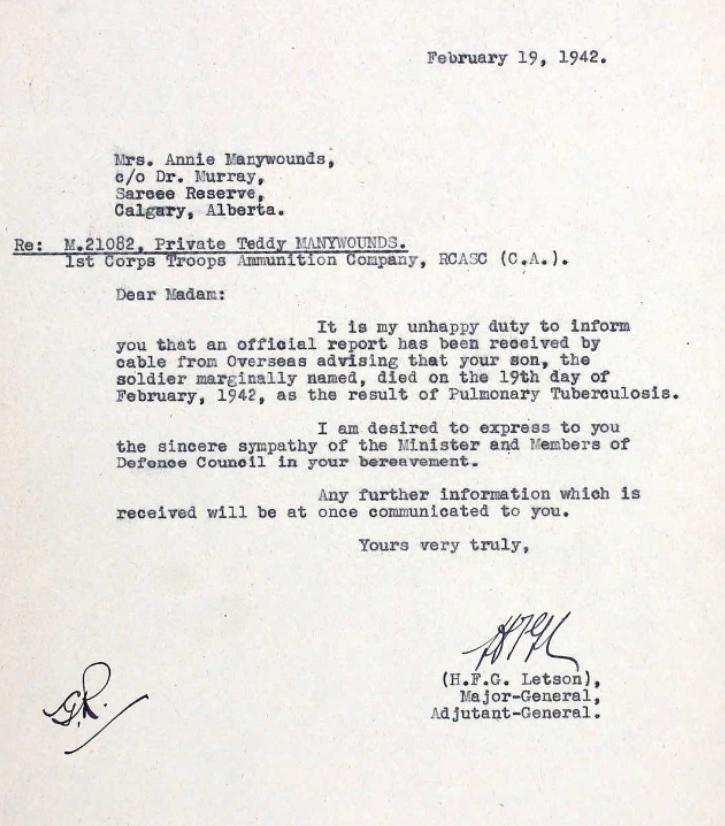 February 19, 1942.
Mrs. Annie Manywounds,
c/o Dr. Murray,
Sarcee Reserve,
Calgary, Alberta.
Re: M.21082, Private Teddy MANYWOUNDS.
1st Corps Troops Ammunition Company, RCASC (C.A.).
Dear Madam:
It is my unhappy duty to inform
you that an official report has been received by
cable from Overseas advising that your son, the
soldier marginally named, died on the 19th day of
February, 1942, as the result of Pulmonary Tuberculosis.
I am desired to express to you
the sincere sympathy of the Minister and Members of
Defence Council in your bereavement.
Any further information which is
received will be at once communicated to you.
Yours very truly,
(H.F.G. Letson),
Major-General,
Adjutant-General.